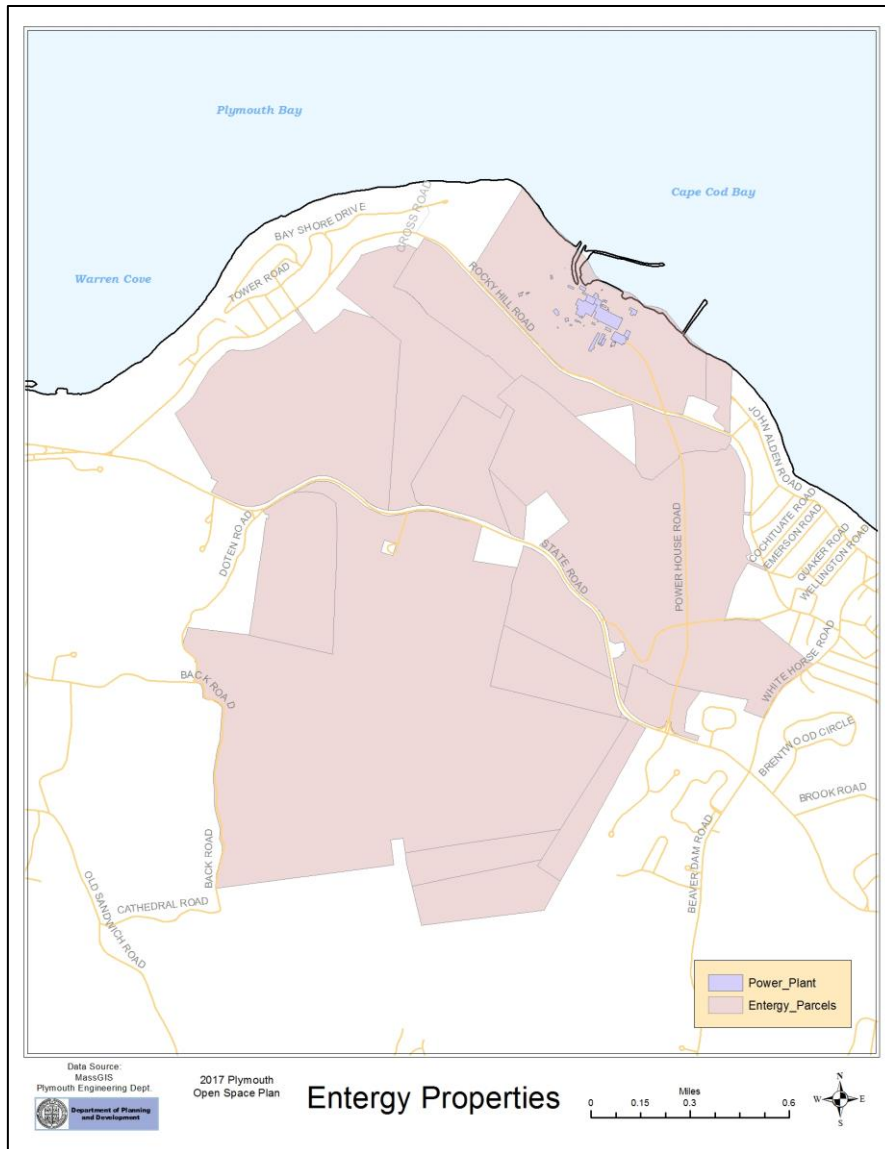 Plymouth Bay
Cape Cod Bay
Warren Cove
CROSS ROAD
BAY SHORE DRIVE
TOWER ROAD
ROCKY HILL ROAD
JOHN ALDEN ROAD
COCHITUATE ROAD
EMERSON ROAD
QUAKER ROAD
WELLINGTON ROAD
DOTEN ROAD
STATE ROAD
POWER HOUSE ROAD
WHITE HORSE ROAD
BACK ROAD
BRENTWOOD CIRCLE
BROOK ROAD
BACK ROAD
BEAVER DAM ROAD
OLD SANDWICH ROAD
CATHEDRAL ROAD
Power_Plant
Entergy_Parcels
Data Source:
MassGIS
Plymouth Engineering Dept.
Department of Planning
and Development
2017 Plymouth
Open Space Plan
Entergy Properties
Miles
0 0.15 0.3 0.6
N
W E
S